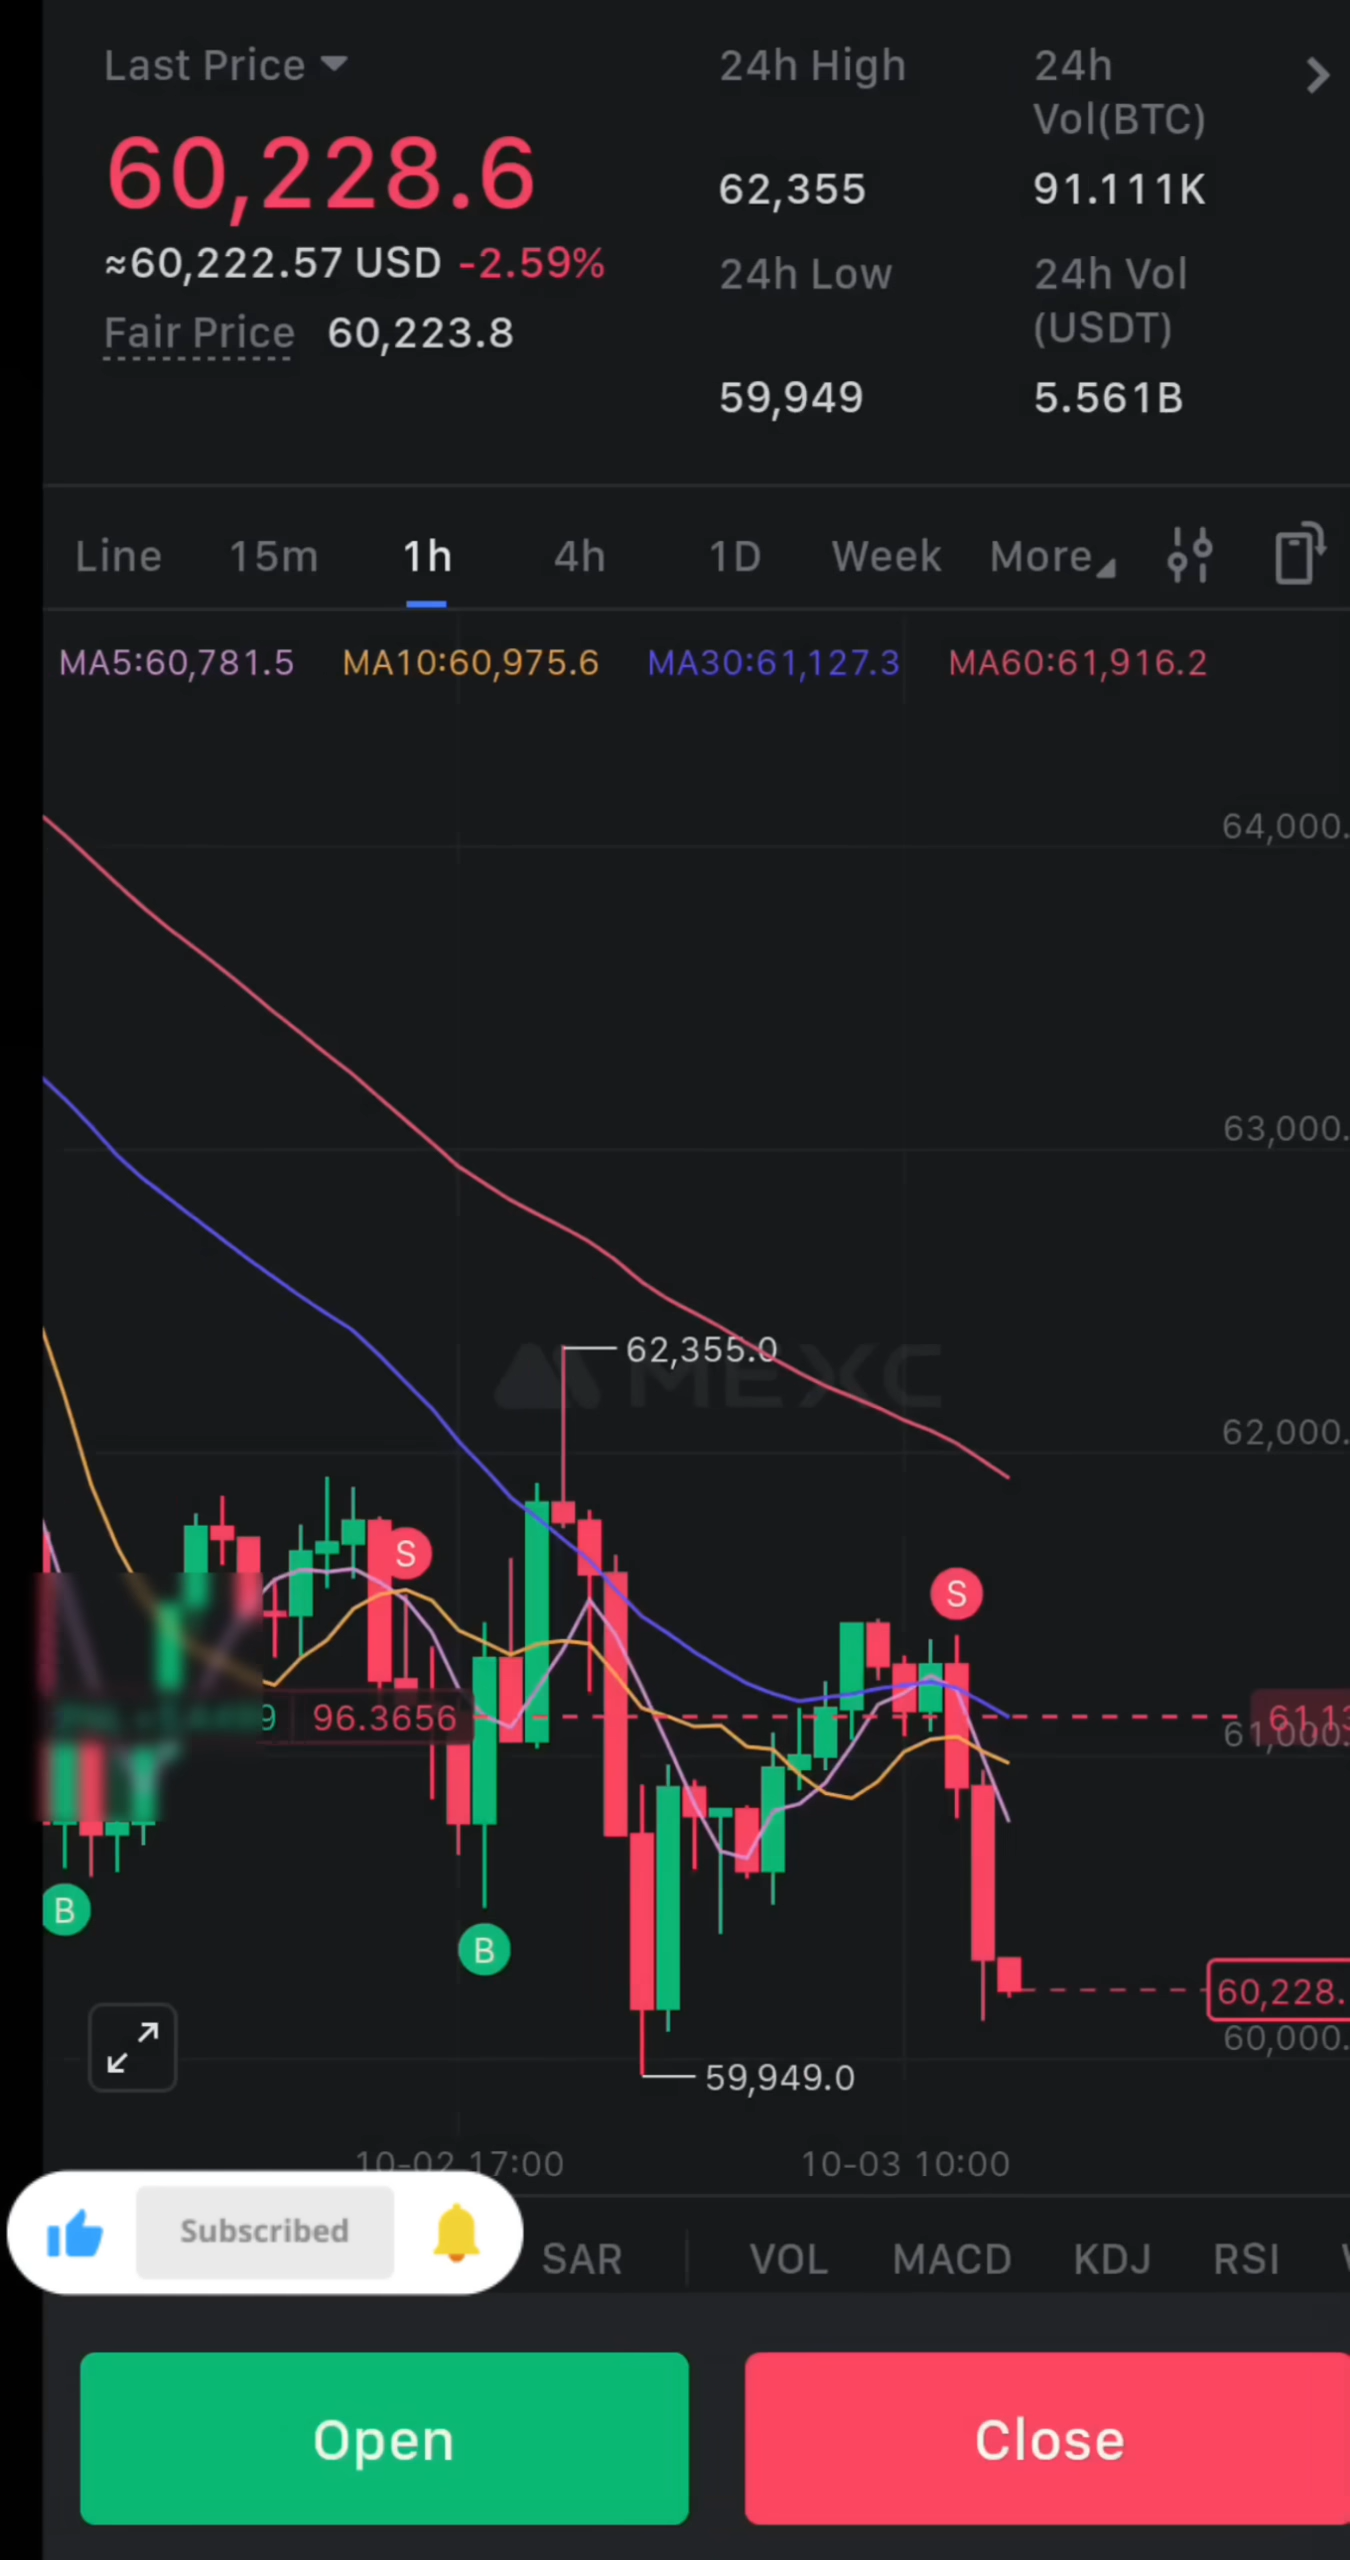 Last Price
24h High
24h
Vol(BTC)
60,228.6
62,355
91.111K
≈60,222.57 USD -2.59%
24h Low
24h Vol
(USDT)
Fair Price 60,223.8
59,949
5.561B
Line 15m 1h 4h 1D Week More
MA5:60,781.5 MA10:60,975.6 MA30:61,127.3 MA60:61,916.2
64,000.
63,000.
62,355.0
MEXC
62,000.
S
S
9 96.3656
61,13
61,000.
B
B
60,228.
60,000.
59,949.0
10-02 17:00 10-03 10:00
Subscribed
SAR VOL MACD KDJ RSI
Open Close